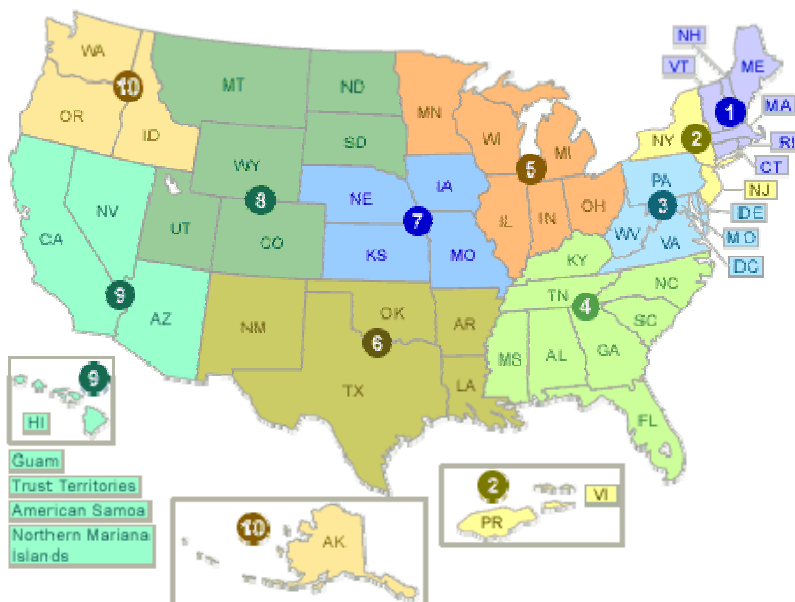 NH
VT
ME
WA
MT
ND
MN
10
1
MA
OR
ID
SD
WI
MI
NY
2
RI
WY
5
CT
PA
NJ
NV
8
NE
IA
3
DE
CA
UT
CO
7
IL
IN
OH
WV
VA
MO
KS
MO
KY
DC
9
AZ
NM
OK
AR
TN
4
NC
SC
6
MS
AL
GA
TX
LA
FL
9
HI
Guam
Trust Territories
American Samoa
Northern Mariana
Islands
10
AK
2
VI
PR